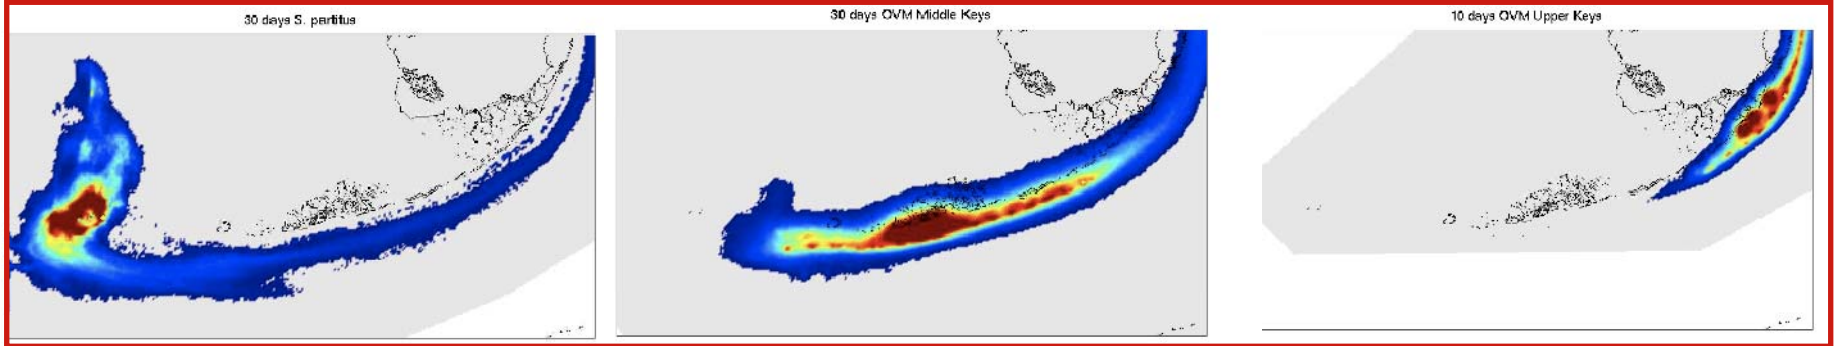 30 days S. partitus
30 days OVM Middle Keys
10 days OVM Upper Keys